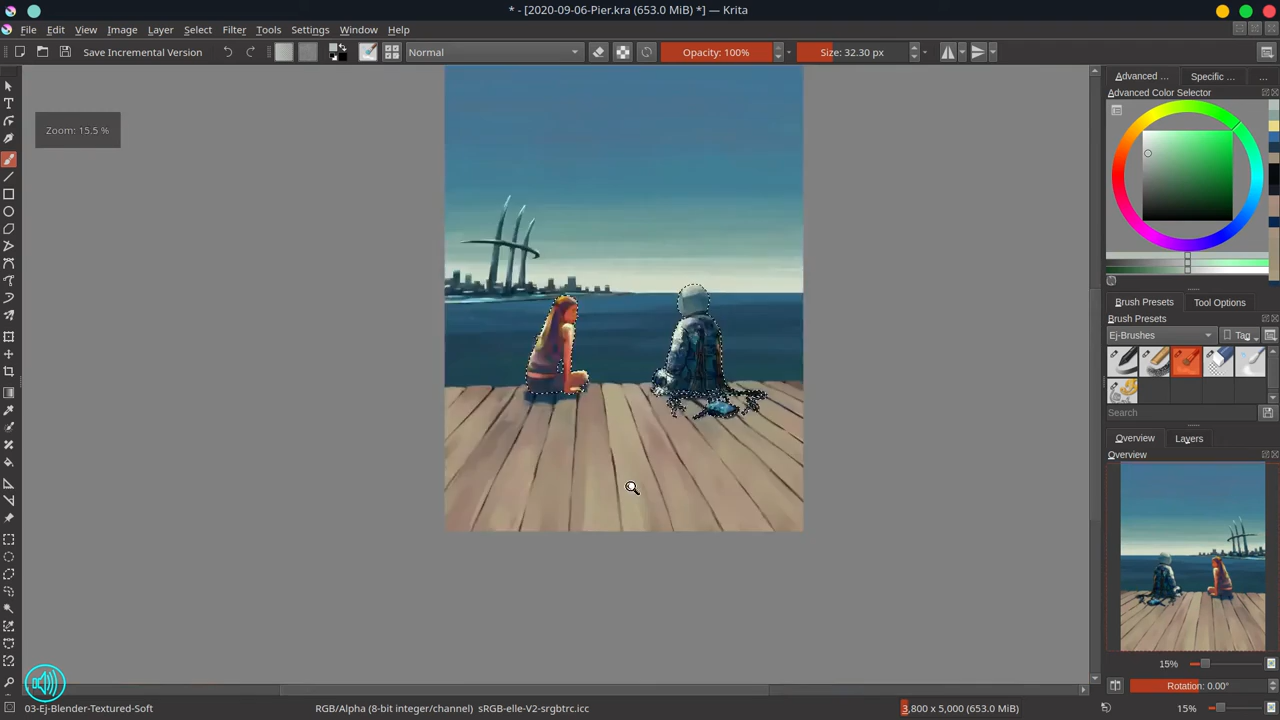 * - [2020-09-06-Pier.kra (653.0 MiB) *] — Krita
File Edit View Image Layer Select Filter Tools Settings Window Help
Save Incremental Version Normal Opacity: 100% Size: 32.30 px
Advanced ... Specific ... ...
Advanced Color Selector
Zoom: 15.5 %
Brush Presets Tool Options
Brush Presets
Ej-Brushes Tag
Search
Overview Layers
Overview
15%
Rotation: 0.00°
03-Ej-Blender-Textured-Soft RGB/Alpha (8-bit integer/channel) sRGB-elle-V2-srgbtrc.icc 3,800 x 5,000 (653.0 MiB) 15%